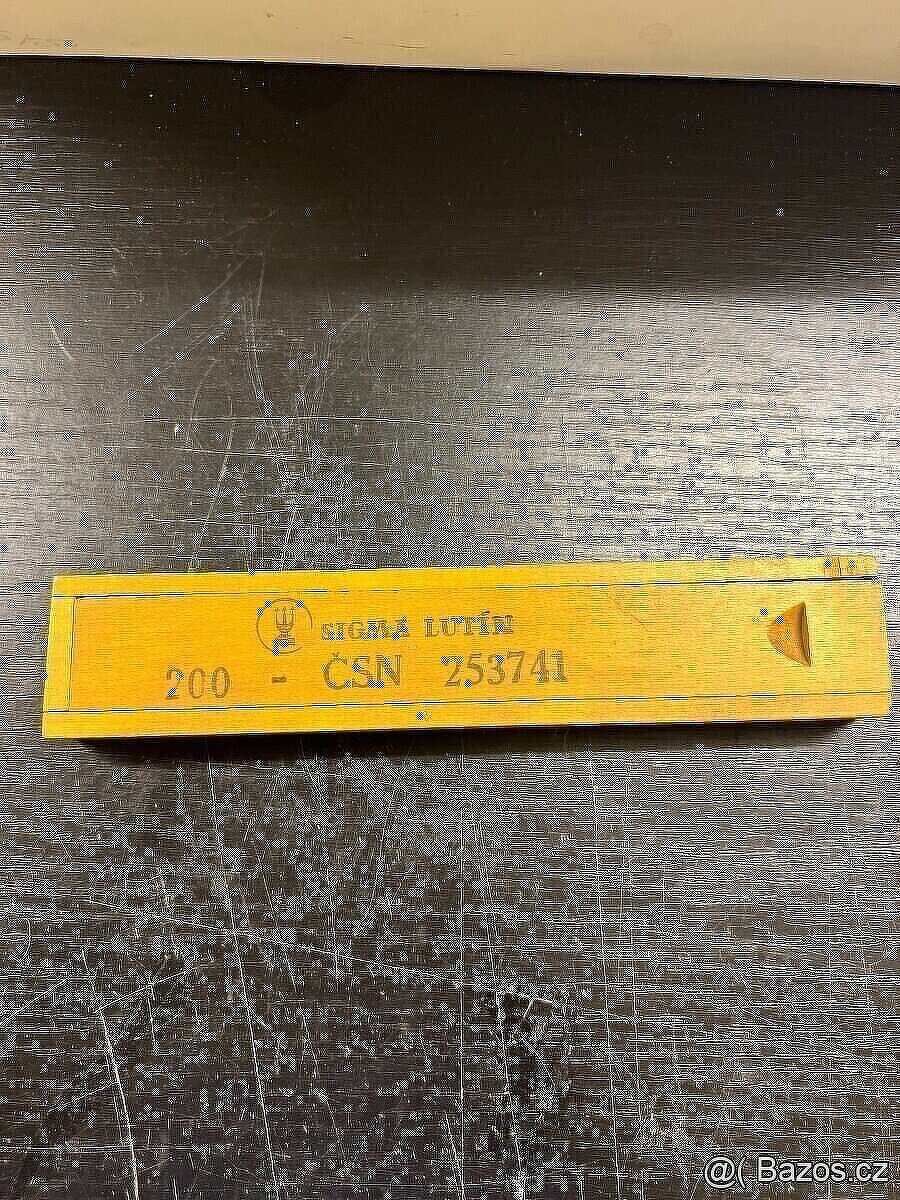 SIGMA LUTÍN
200 - ČSN 253741
@( Bazos.cz